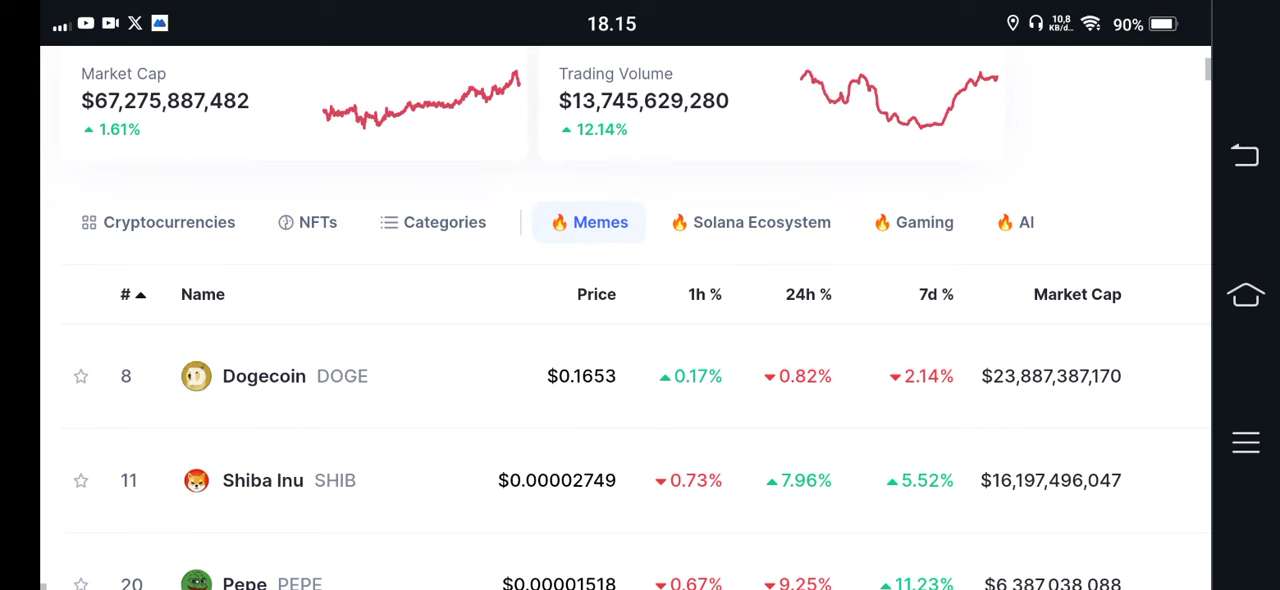 18.15
10,8
KB/d...
90%
Market Cap
$67,275,887,482
1.61%
Trading Volume
$13,745,629,280
12.14%
Cryptocurrencies NFTs Categories Memes Solana Ecosystem Gaming AI
# Name Price 1h % 24h % 7d % Market Cap
8 Dogecoin DOGE $0.1653 0.17% 0.82% 2.14% $23,887,387,170
11 Shiba Inu SHIB $0.00002749 0.73% 7.96% 5.52% $16,197,496,047
20 Pepe PEPE $0.00001518 0.67% 9.25% 11.23% $6,387,038,088